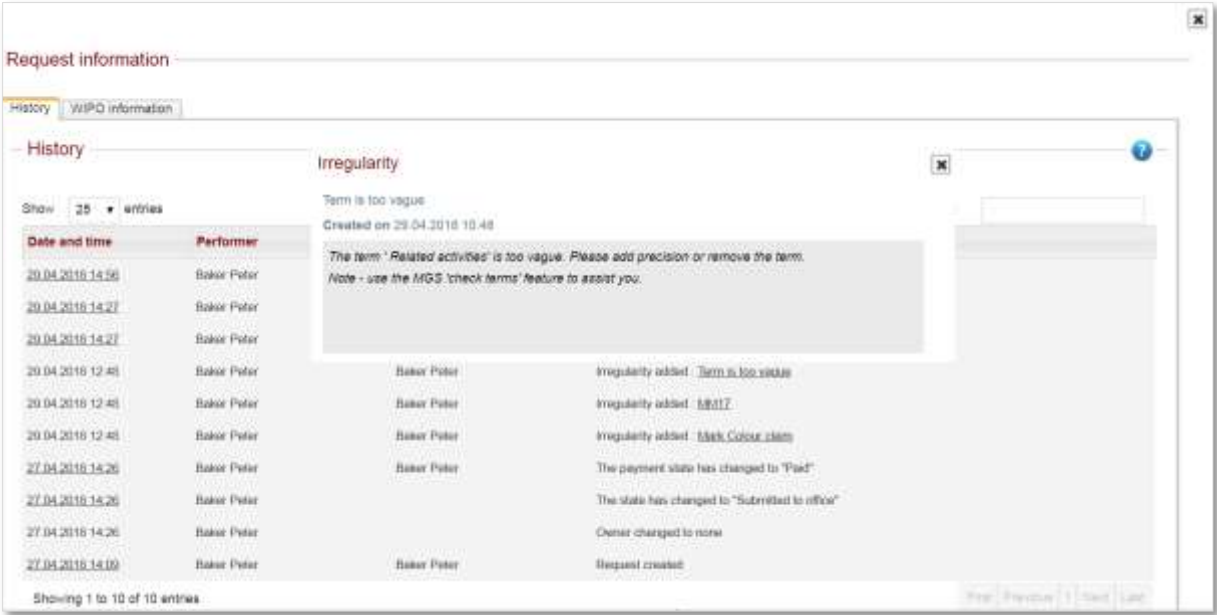 Request information
History WIPO information
History
Irregularity
Term is too vague
Show 25 entries
Created on 29.04.2016 10:48
Date and time Performer
The term ' Related activities' is too vague. Please add precision or remove the term.
Note - use the MGS 'check terms' feature to assist you.
29.04.2016 14:56 Baker Peter
29.04.2016 14:27 Baker Peter
29.04.2016 14:27 Baker Peter
29.04.2016 12:48 Baker Peter Baker Peter Irregularity added : Term is too vague
29.04.2016 12:48 Baker Peter Baker Peter Irregularity added : MM17
29.04.2016 12:48 Baker Peter Baker Peter Irregularity added : Mark Colour claim
27.04.2016 14:26 Baker Peter Baker Peter The payment state has changed to "Paid"
27.04.2016 14:26 Baker Peter The state has changed to "Submitted to office"
27.04.2016 14:26 Baker Peter Owner changed to none
27.04.2016 14:09 Baker Peter Baker Peter Request created
Showing 1 to 10 of 10 entries First Previous 1 Next Last